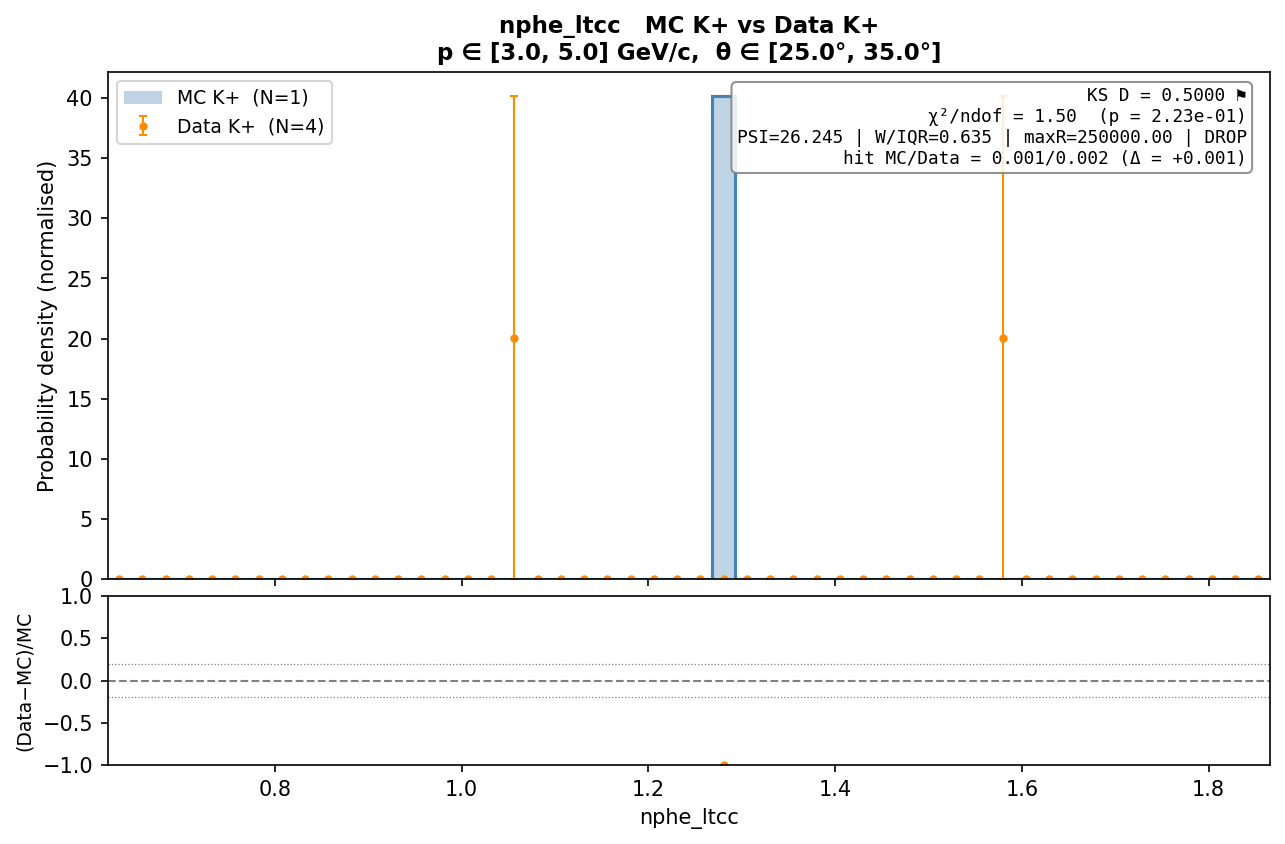 nphe_ltcc   MC K+ vs Data K+
p ∈ [3.0, 5.0] GeV/c,  θ ∈ [25.0°, 35.0°]
MC K+  (N=1)
Data K+  (N=4)
KS D = 0.5000 ⚑
χ²/ndof = 1.50  (p = 2.23e-01)
PSI=26.245 | W/IQR=0.635 | maxR=250000.00 | DROP
hit MC/Data = 0.001/0.002 (Δ = +0.001)
Probability density (normalised)
40
35
30
25
20
15
10
5
0
(Data−MC)/MC
1.0
0.5
0.0
−0.5
−1.0
0.8
1.0
1.2
1.4
1.6
1.8
nphe_ltcc